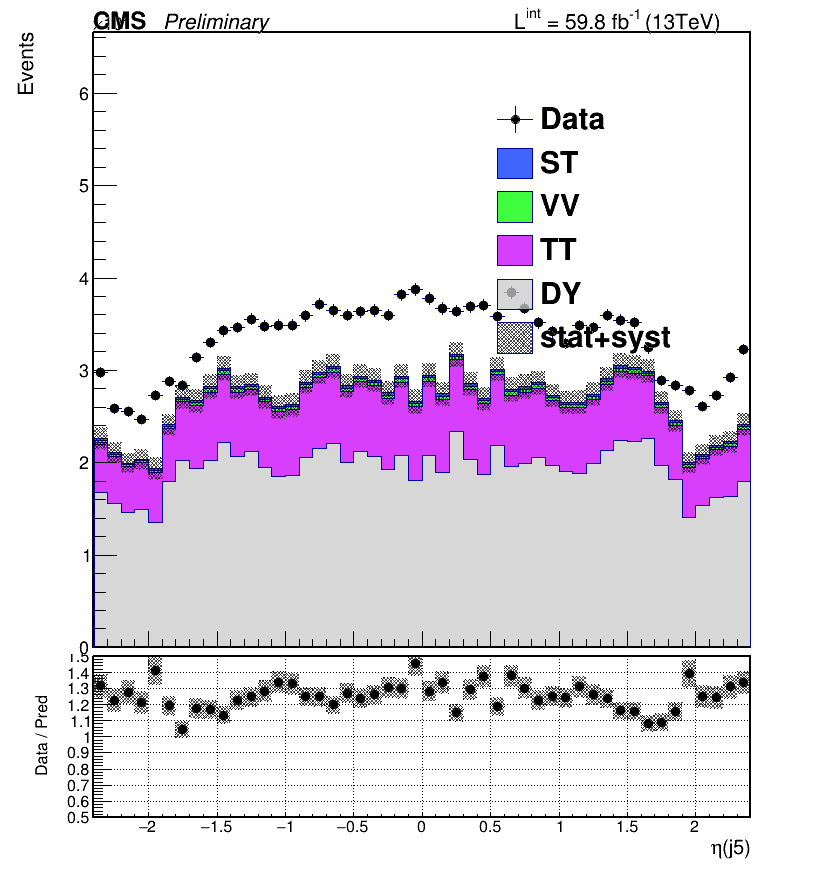 CMS Preliminary L^int = 59.8 fb^-1 (13TeV)
Events
6
5
4
3
2
1
0
Data
ST
VV
TT
DY
stat+syst
Data / Pred
1.5
1.4
1.3
1.2
1.1
1
0.9
0.8
0.7
0.6
0.5
−2 −1.5 −1 −0.5 0 0.5 1 1.5 2
η(j5)